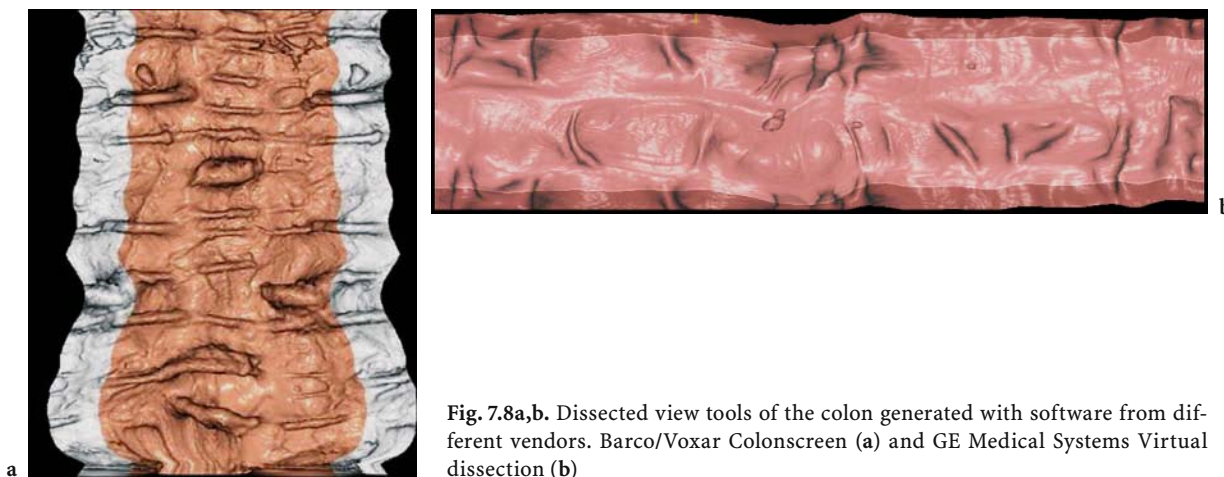 a
b
Fig. 7.8a,b. Dissected view tools of the colon generated with software from dif-
ferent vendors. Barco/Voxar Colonscreen (a) and GE Medical Systems Virtual
dissection (b)